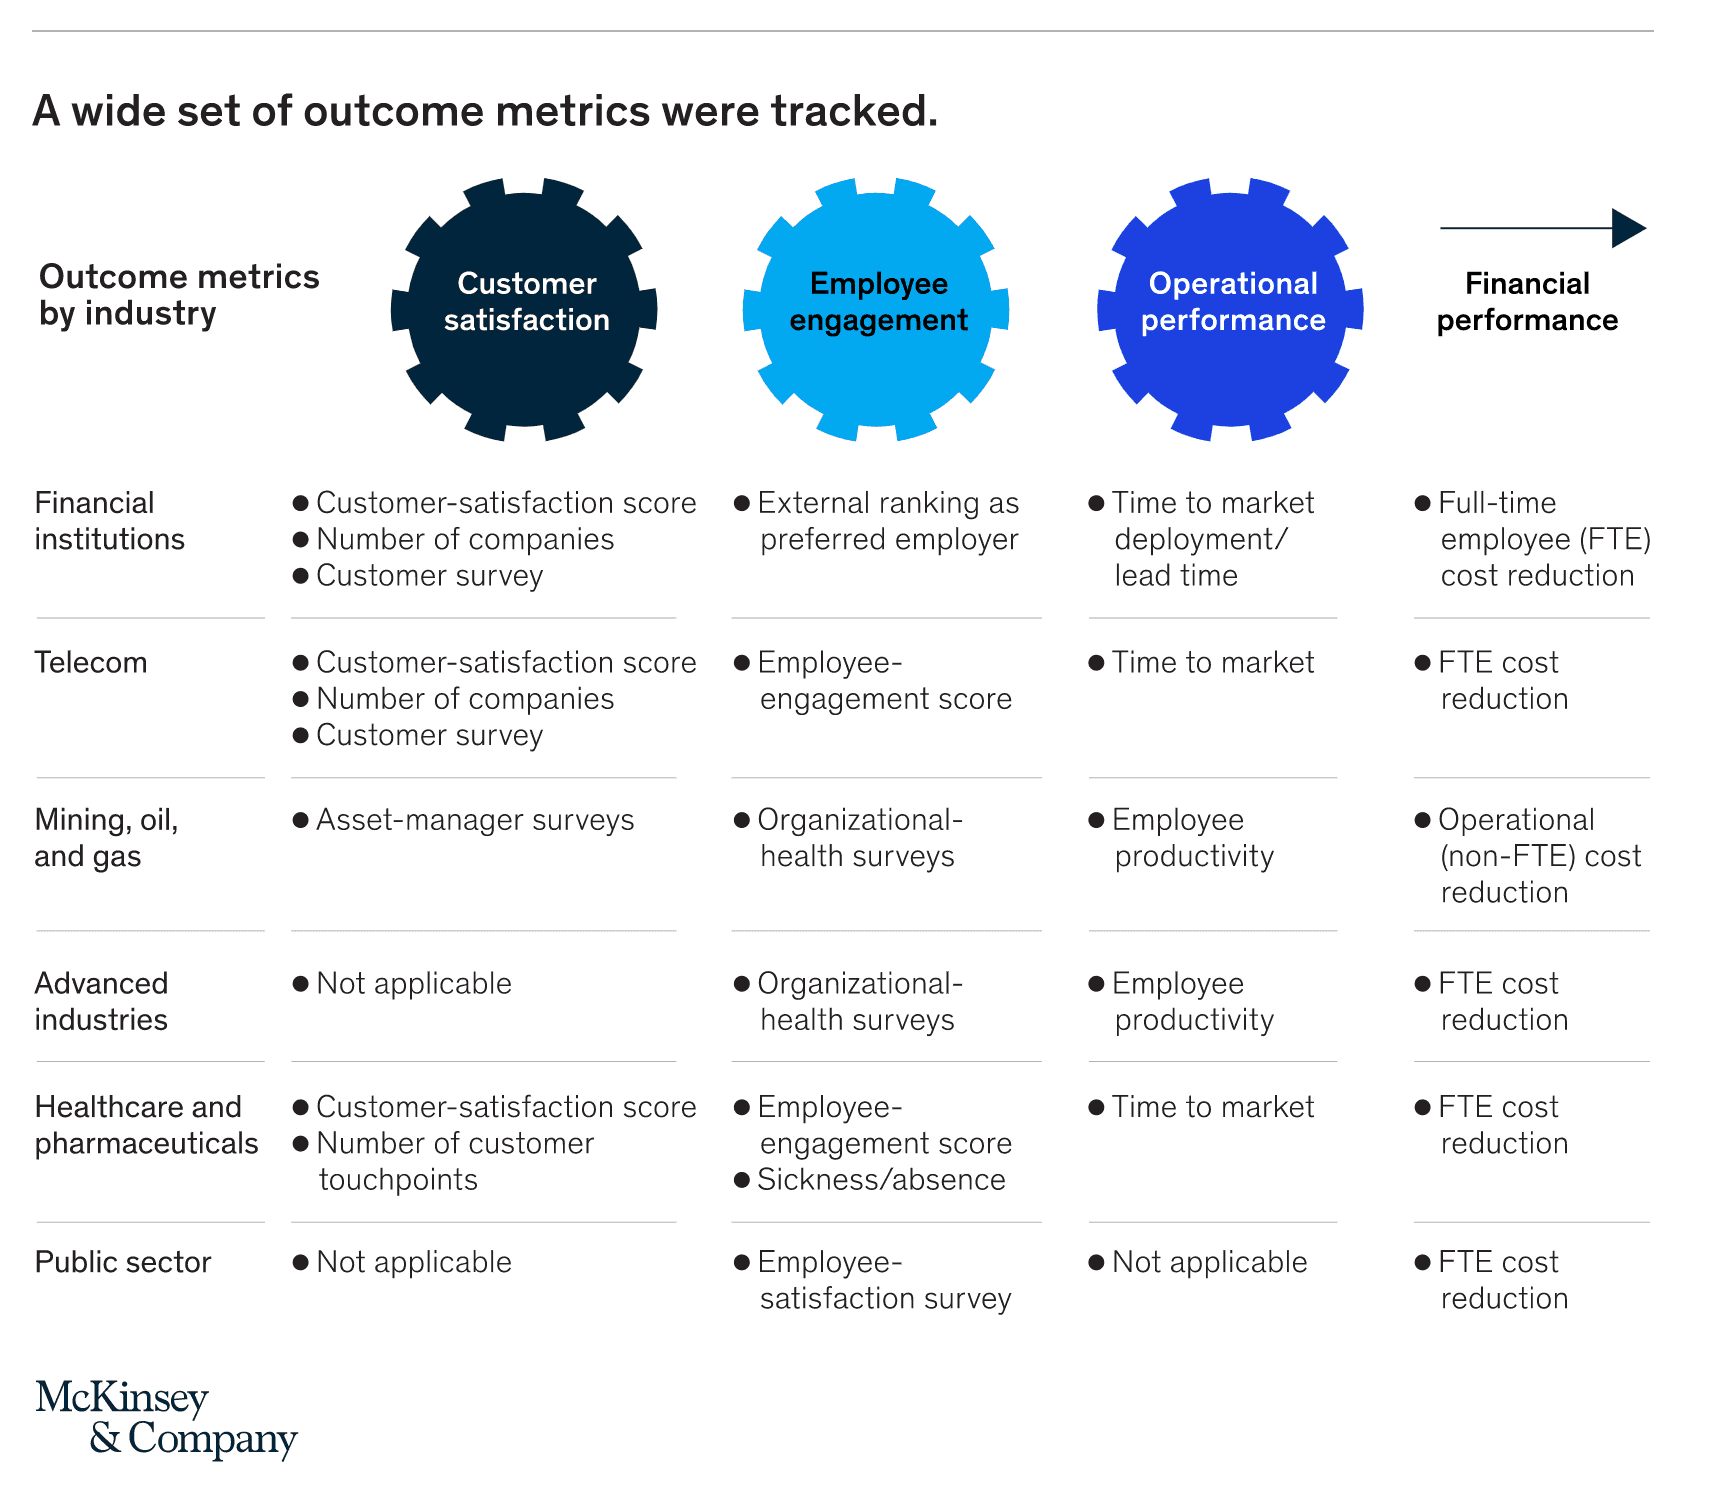 A wide set of outcome metrics were tracked.
Outcome metrics
by industry
Customer
satisfaction
Employee
engagement
Operational
performance
Financial
performance
Financial
institutions
● Customer-satisfaction score
● Number of companies
● Customer survey
● External ranking as
preferred employer
● Time to market
deployment/
lead time
● Full-time
employee (FTE)
cost reduction
Telecom
● Customer-satisfaction score
● Number of companies
● Customer survey
● Employee-
engagement score
● Time to market
● FTE cost
reduction
Mining, oil,
and gas
● Asset-manager surveys
● Organizational-
health surveys
● Employee
productivity
● Operational
(non-FTE) cost
reduction
Advanced
industries
● Not applicable
● Organizational-
health surveys
● Employee
productivity
● FTE cost
reduction
Healthcare and
pharmaceuticals
● Customer-satisfaction score
● Number of customer
touchpoints
● Employee-
engagement score
● Sickness/absence
● Time to market
● FTE cost
reduction
Public sector
● Not applicable
● Employee-
satisfaction survey
● Not applicable
● FTE cost
reduction
McKinsey
& Company